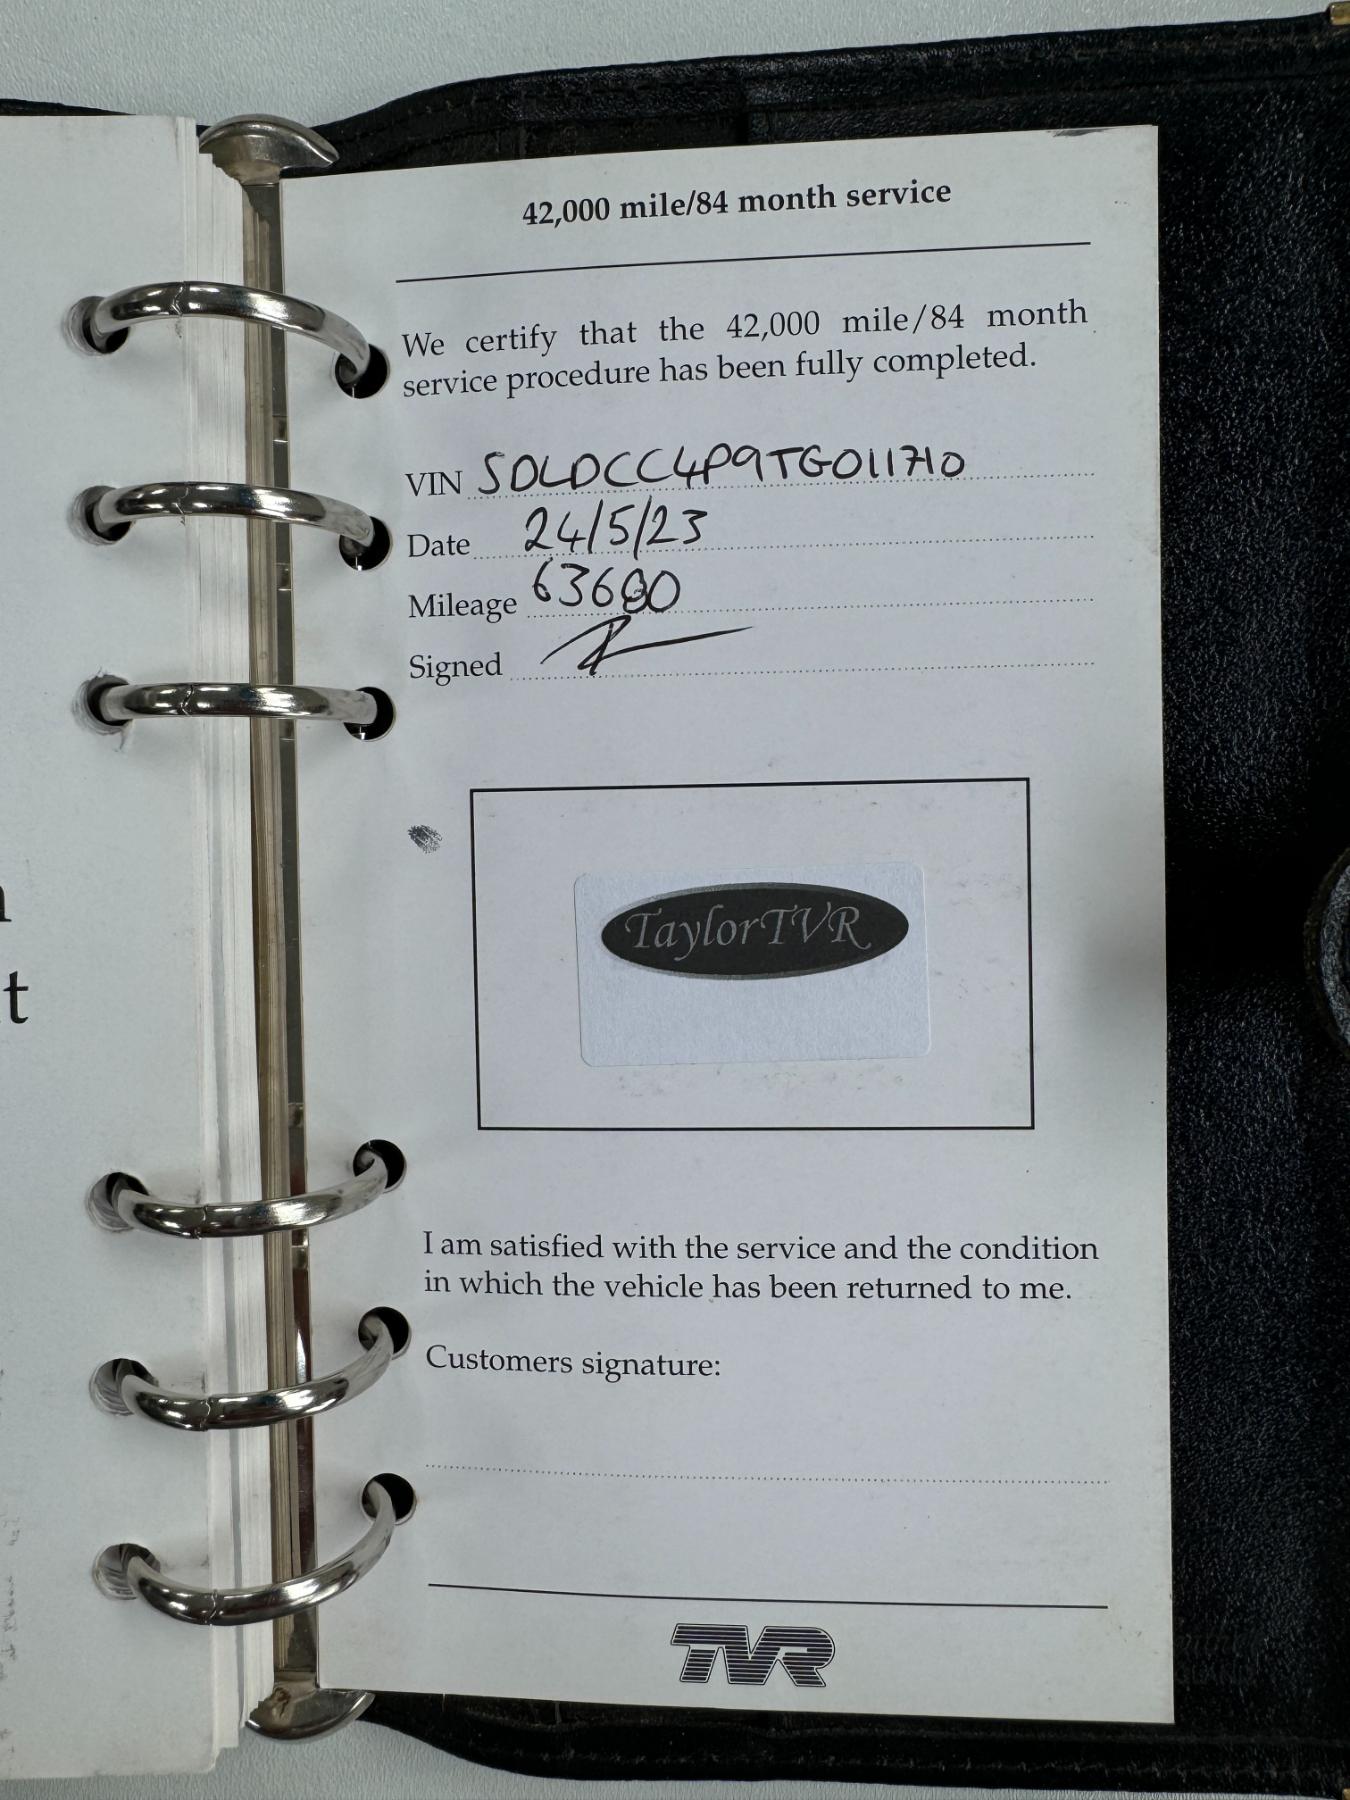 42,000 mile/84 month service
We certify that the 42,000 mile/84 month
service procedure has been fully completed.
VIN SDLDCC4P9TG011710
Date 24/5/23
Mileage 63680
Signed
TaylorTVR
I am satisfied with the service and the condition
in which the vehicle has been returned to me.
Customers signature:
TVR
t